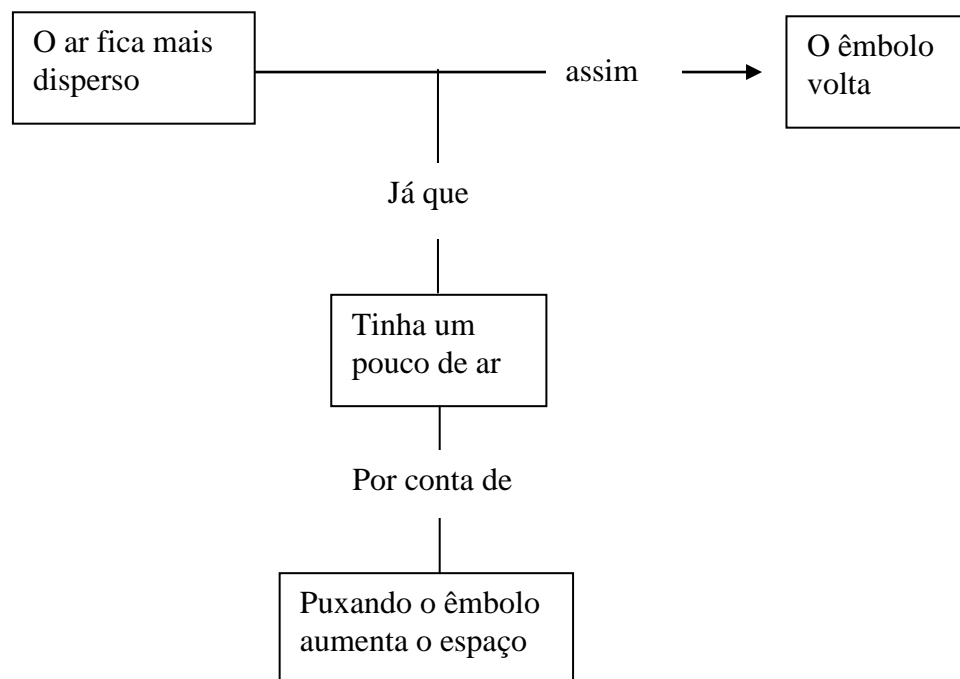 O ar fica mais
disperso
assim
O êmbolo
volta
Já que
Tinha um
pouco de ar
Por conta de
Puxando o êmbolo
aumenta o espaço